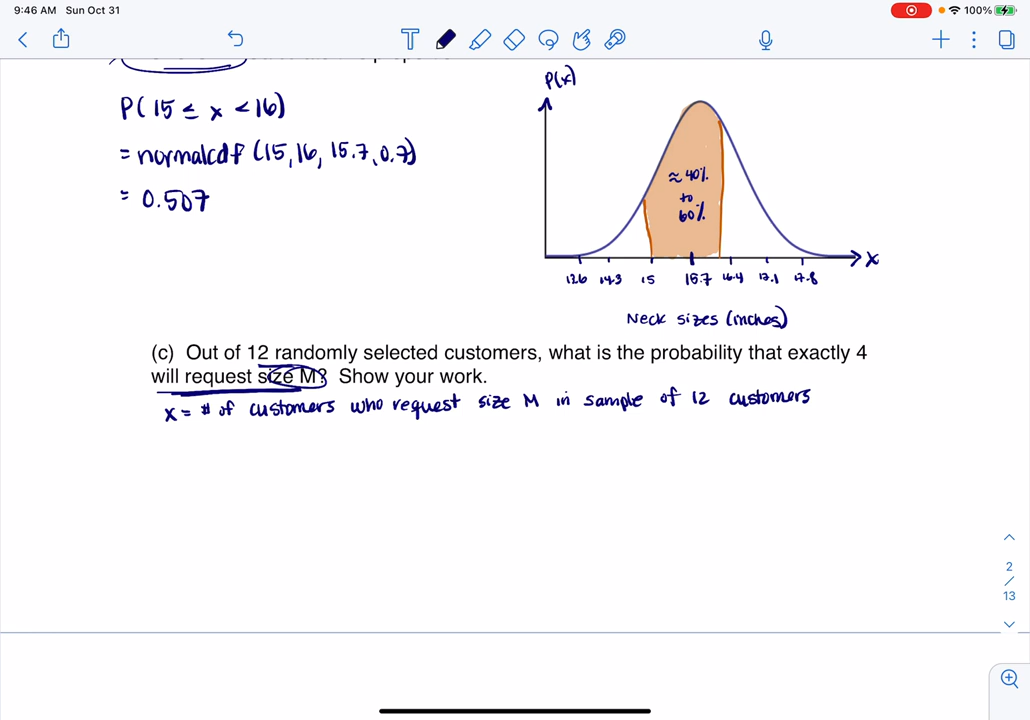 9:46 AM Sun Oct 31
100%
P(15 ≤ x < 16)
= normalcdf (15, 16, 15.7, 0.7)
= 0.507
P(x)
≈ 40%
to
60%
x
13.6 14.3 15 15.7 16.4 17.1 17.8
Neck sizes (inches)
(c) Out of 12 randomly selected customers, what is the probability that exactly 4
will request size M? Show your work.
x = # of customers who request size M in sample of 12 customers
2
/
13